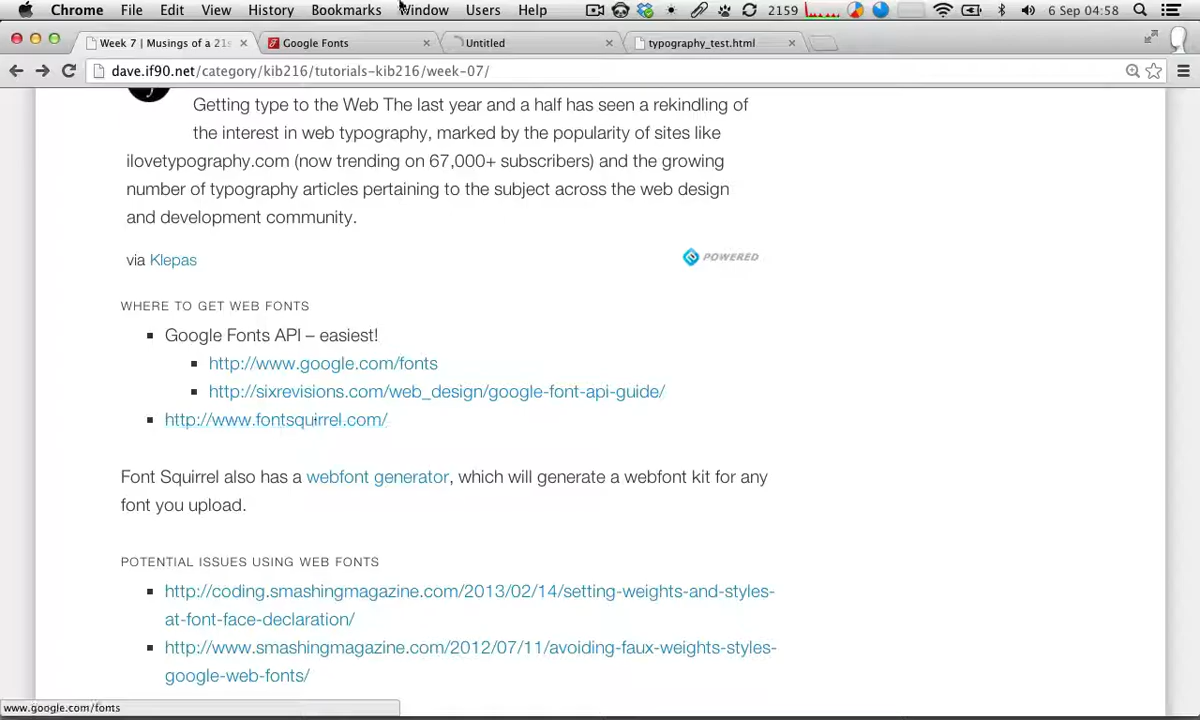 Chrome File Edit View History Bookmarks Window Users Help 2159 6 Sep 04:58
Week 7 | Musings of a 21s Google Fonts Untitled typography_test.html
dave.if90.net/category/kib216/tutorials-kib216/week-07/
Getting type to the Web The last year and a half has seen a rekindling of
the interest in web typography, marked by the popularity of sites like
ilovetypography.com (now trending on 67,000+ subscribers) and the growing
number of typography articles pertaining to the subject across the web design
and development community.
via Klepas POWERED
WHERE TO GET WEB FONTS
Google Fonts API – easiest!
http://www.google.com/fonts
http://sixrevisions.com/web_design/google-font-api-guide/
http://www.fontsquirrel.com/
Font Squirrel also has a webfont generator, which will generate a webfont kit for any
font you upload.
POTENTIAL ISSUES USING WEB FONTS
http://coding.smashingmagazine.com/2013/02/14/setting-weights-and-styles-
at-font-face-declaration/
http://www.smashingmagazine.com/2012/07/11/avoiding-faux-weights-styles-
google-web-fonts/
www.google.com/fonts